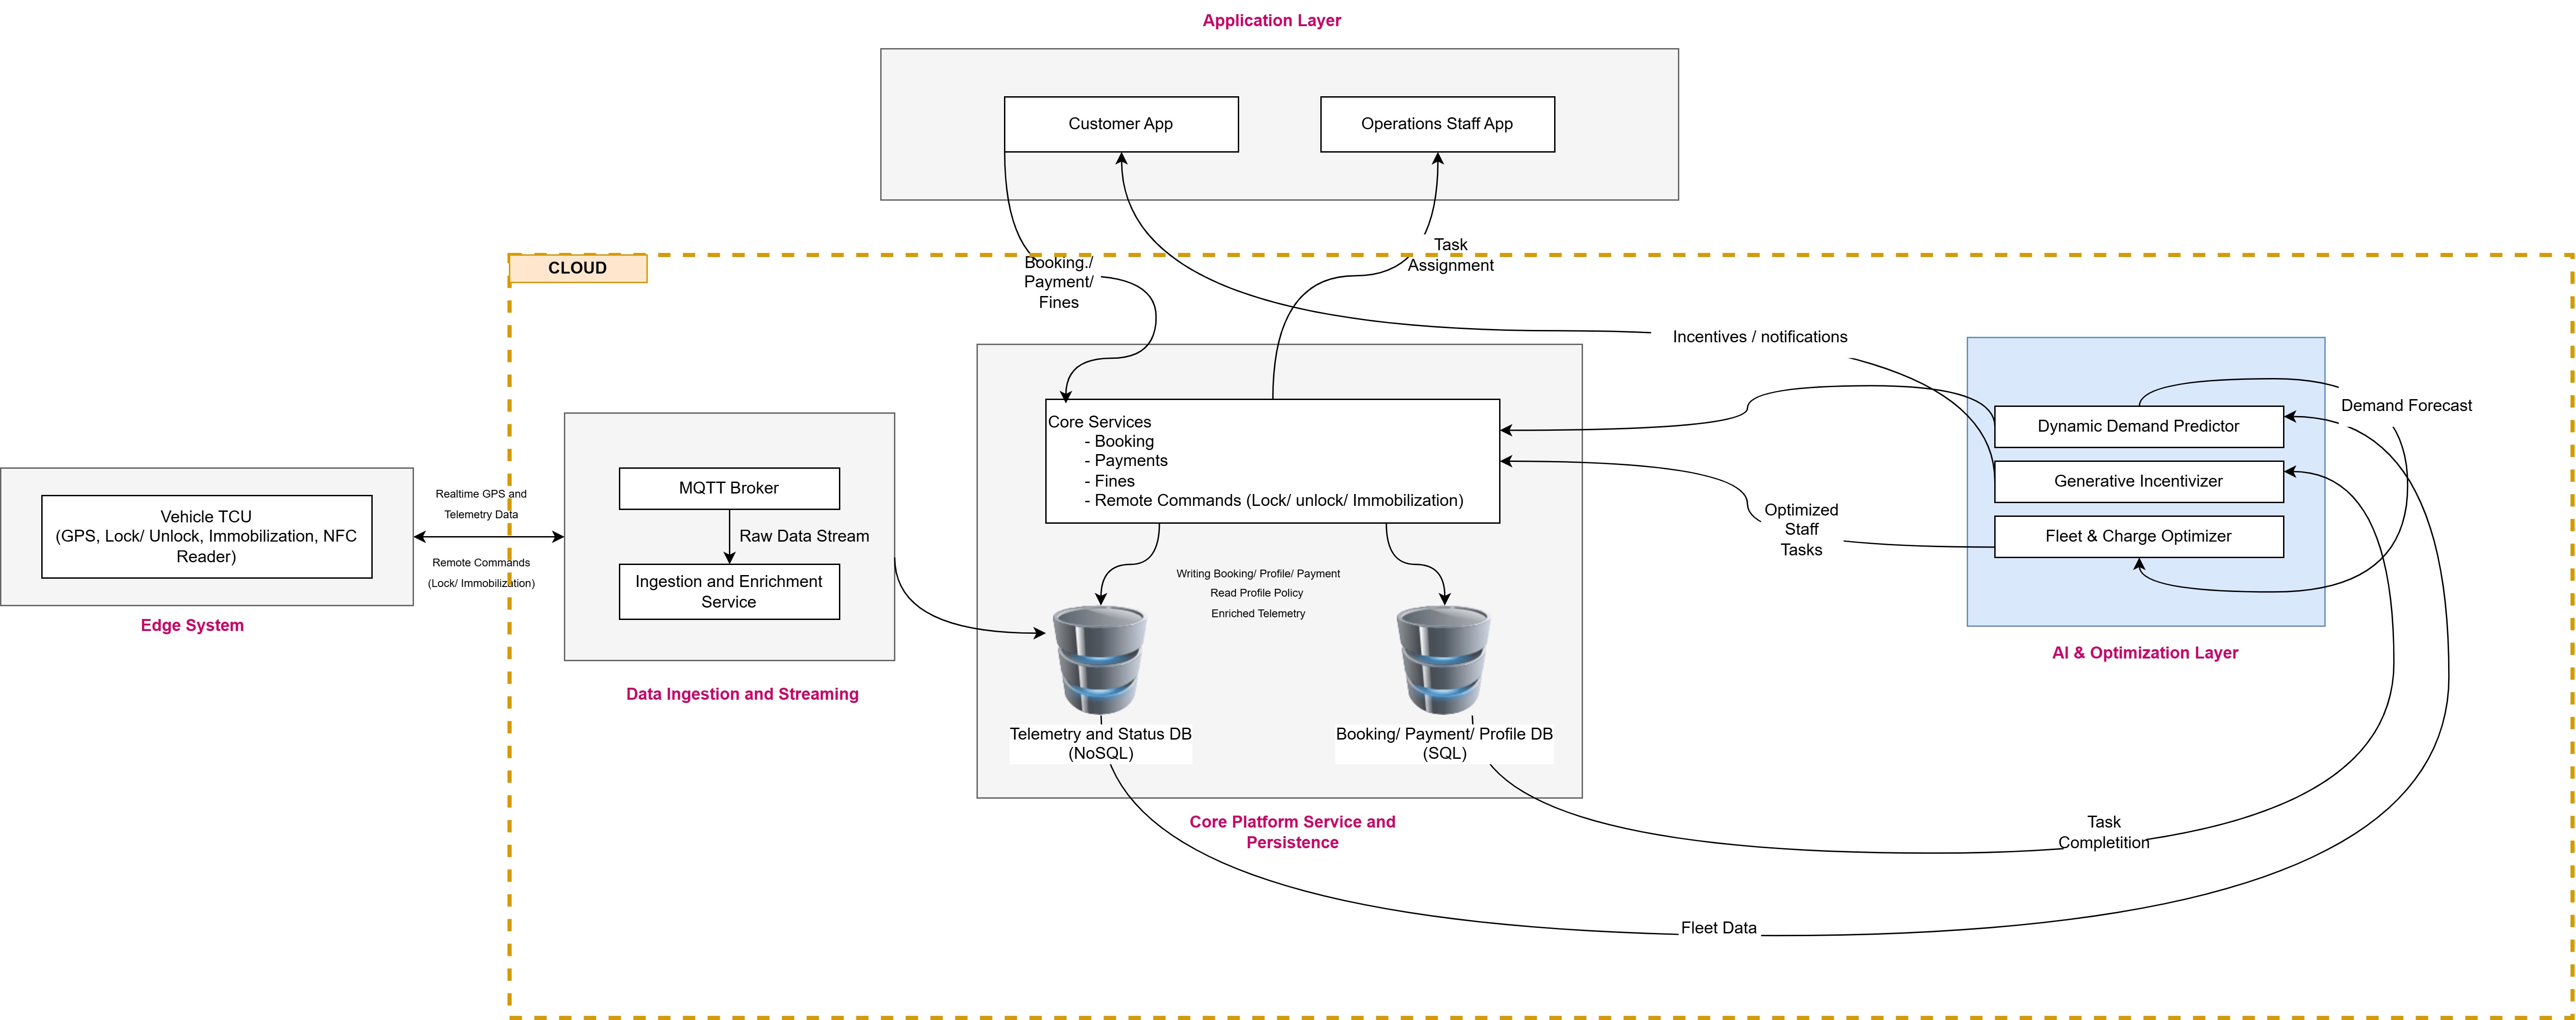 Application Layer
Customer App
Operations Staff App
Task
Assignment
CLOUD
Booking./
Payment/
Fines
Incentives / notifications
Core Services
- Booking
- Payments
- Fines
- Remote Commands (Lock/ unlock/ Immobilization)
Demand Forecast
Dynamic Demand Predictor
Generative Incentivizer
Fleet & Charge Optimizer
AI & Optimization Layer
Optimized
Staff
Tasks
MQTT Broker
Raw Data Stream
Ingestion and Enrichment
Service
Data Ingestion and Streaming
Realtime GPS and
Telemetry Data
Remote Commands
(Lock/ Immobilization)
Vehicle TCU
(GPS, Lock/ Unlock, Immobilization, NFC
Reader)
Edge System
Writing Booking/ Profile/ Payment
Read Profile Policy
Enriched Telemetry
Telemetry and Status DB
(NoSQL)
Booking/ Payment/ Profile DB
(SQL)
Core Platform Service and
Persistence
Task
Completition
Fleet Data